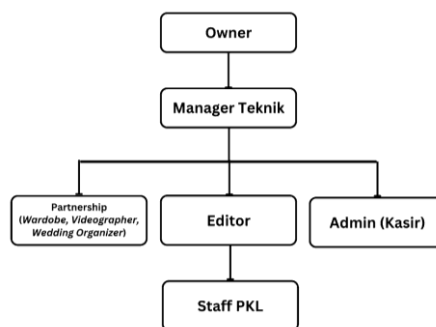 Owner
Manager Teknik
Partnership
(Wardobe, Videographer,
Wedding Organizer)
Editor
Admin (Kasir)
Staff PKL